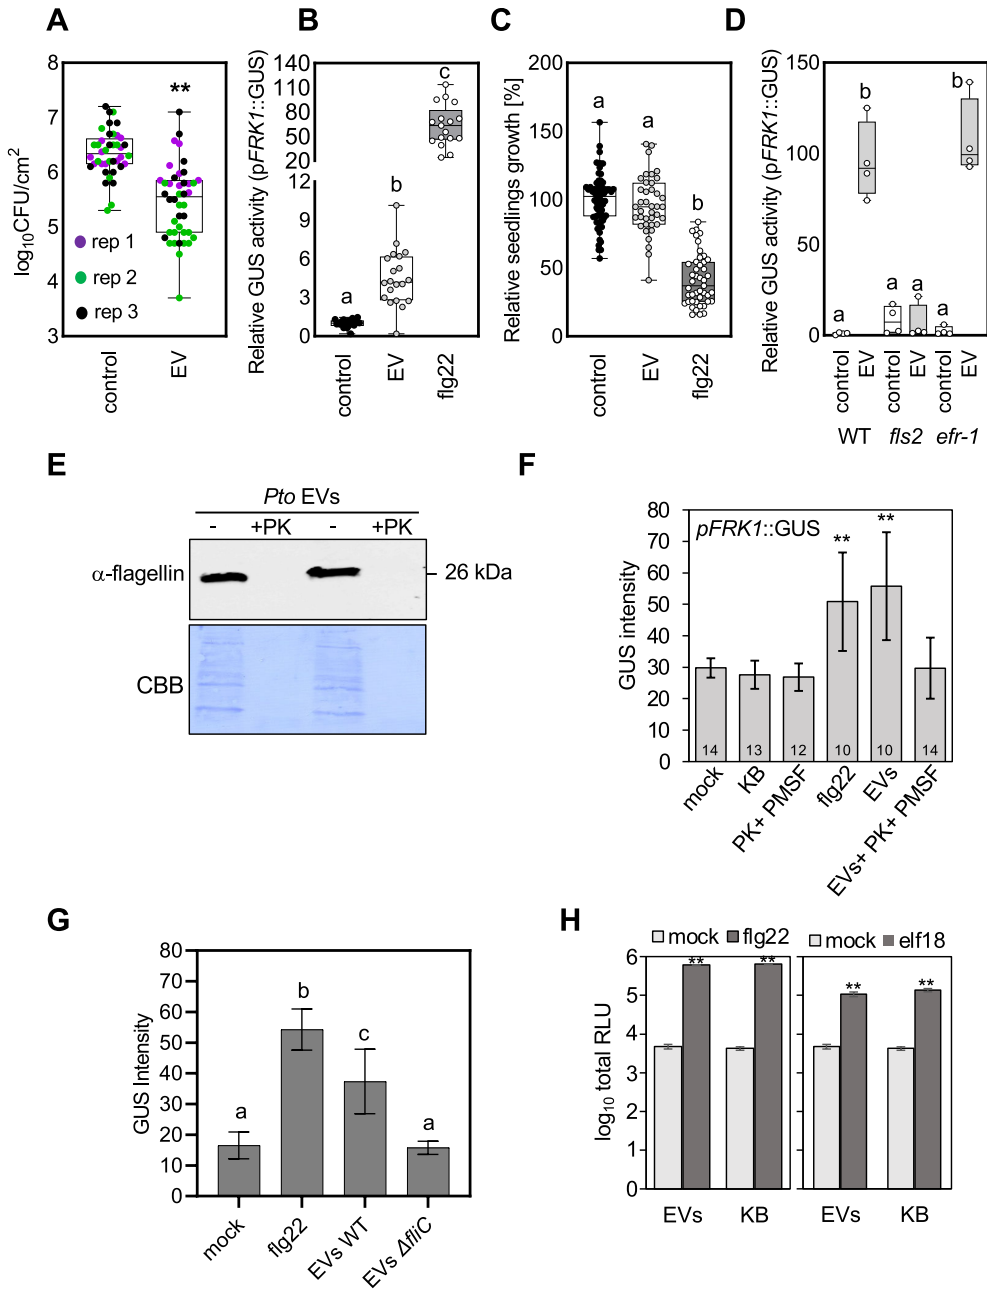 A
log10CFU/cm2
8
7
6
5
4
3
**
rep 1
rep 2
rep 3
control
EV
B
Relative GUS activity (pFRK1::GUS)
140
110
80
50
20
12
9
6
3
0
a
b
c
control
EV
flg22
C
Relative seedlings growth [%]
200
150
100
50
0
a
a
b
control
EV
flg22
D
Relative GUS activity (pFRK1::GUS)
150
100
50
0
a
b
a
a
a
b
control
EV
control
EV
control
EV
WT
fls2
efr-1
E
Pto EVs
- +PK - +PK
α-flagellin
26 kDa
CBB
F
GUS intensity
80
70
60
50
40
30
20
10
0
pFRK1::GUS
**
**
14 13 12 10 10 14
mock
KB
PK+ PMSF
flg22
EVs
EVs+ PK+ PMSF
G
GUS Intensity
80
70
60
50
40
30
20
10
0
a
b
c
a
mock
flg22
EVs WT
EVs ΔfliC
H
mock flg22
mock elf18
log10 total RLU
6
5
4
3
2
1
0
** **
** **
EVs KB
EVs KB